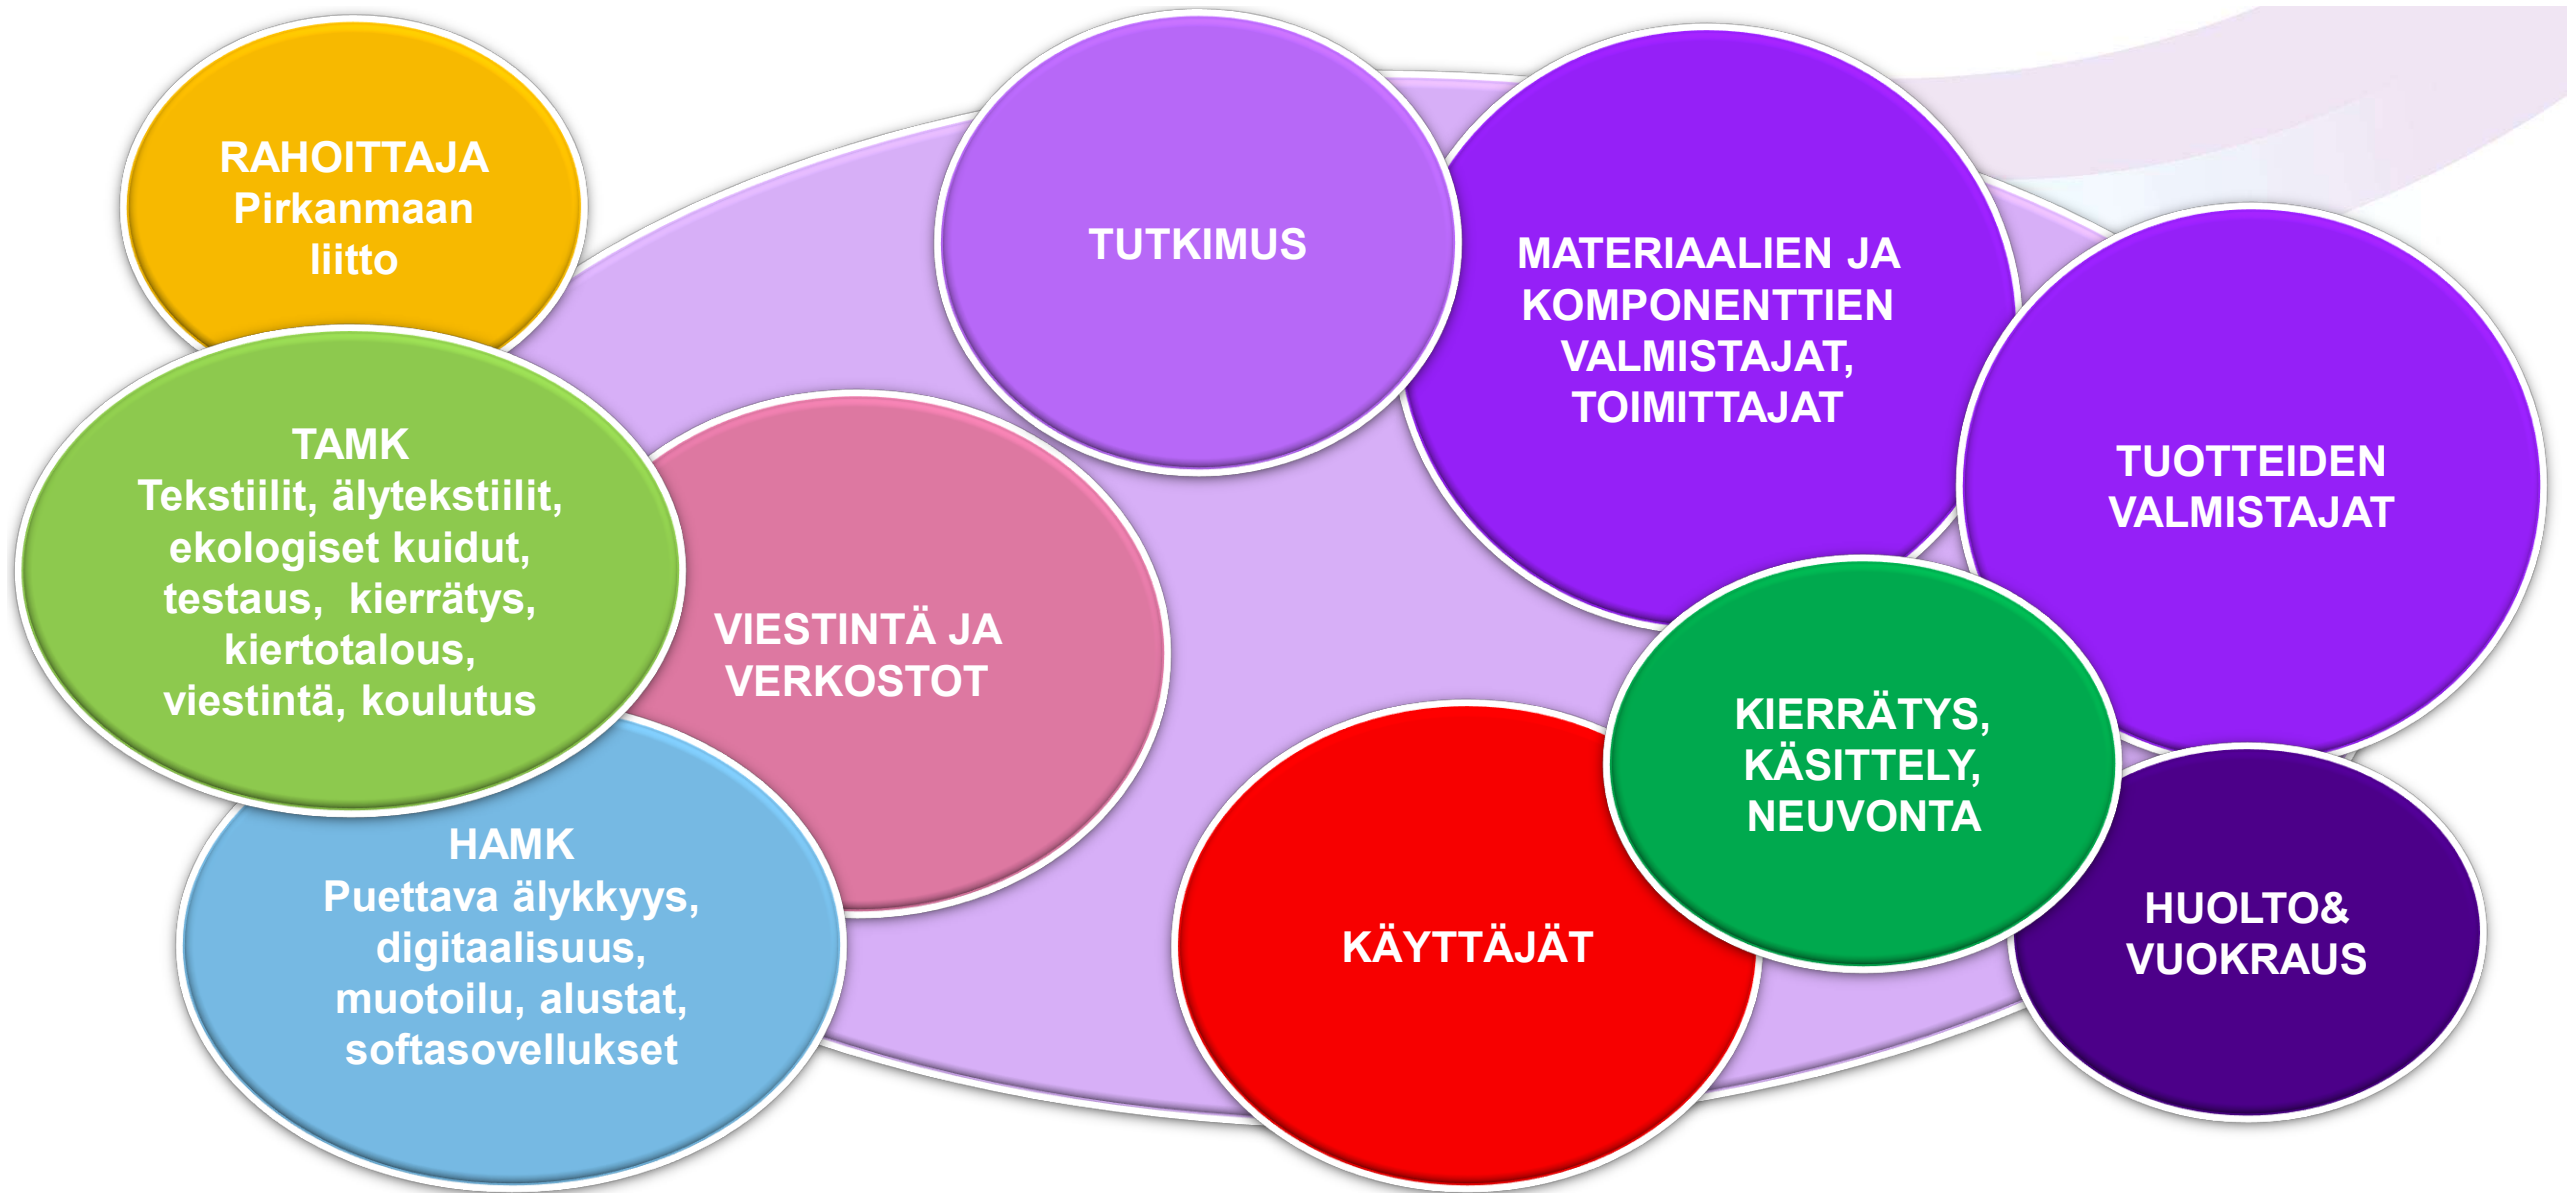 RAHOITTAJA
Pirkanmaan
liitto
TUTKIMUS
MATERIAALIEN JA
KOMPONENTTIEN
VALMISTAJAT,
TOIMITTAJAT
TUOTTEIDEN
VALMISTAJAT
TAMK
Tekstiilit, älytekstiilit,
ekologiset kuidut,
testaus,  kierrätys,
kiertotalous,
viestintä, koulutus
VIESTINTÄ JA
VERKOSTOT
KIERRÄTYS,
KÄSITTELY,
NEUVONTA
HAMK
Puettava älykkyys,
digitaalisuus,
muotoilu, alustat,
softasovellukset
KÄYTTÄJÄT
HUOLTO&
VUOKRAUS